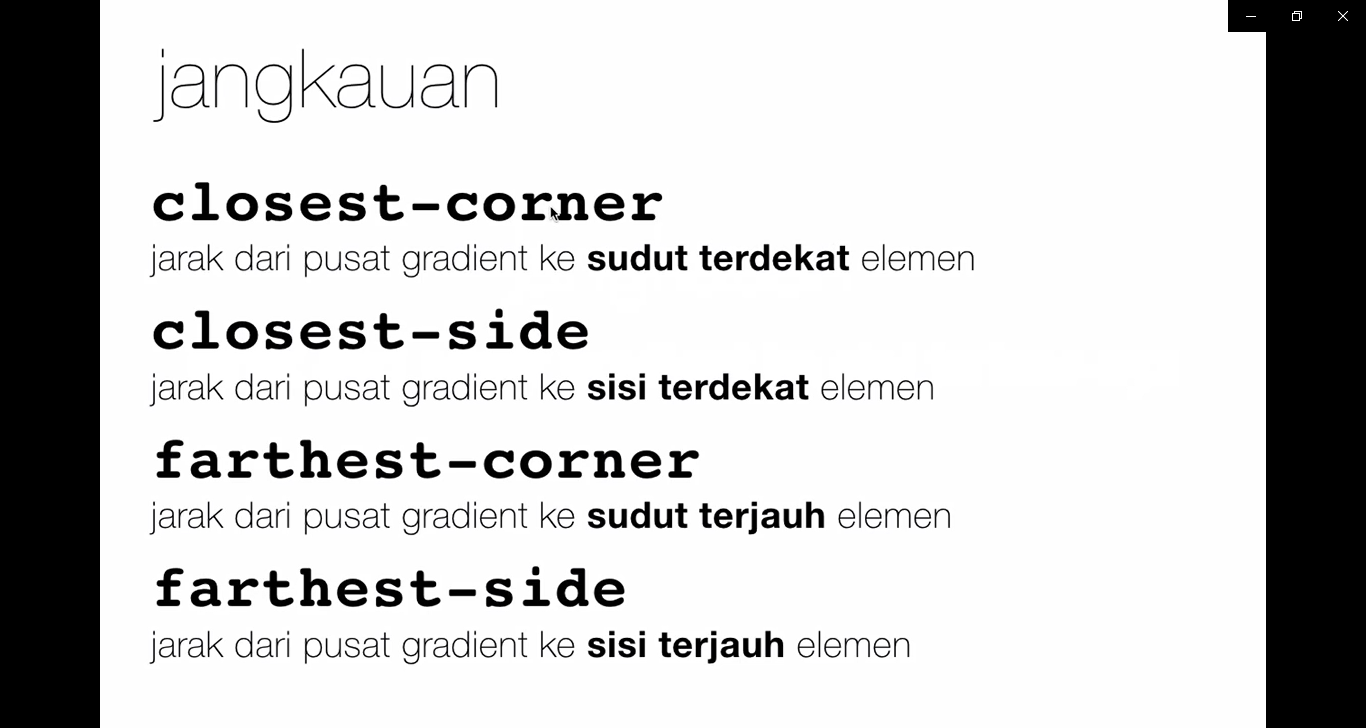 jangkauan
closest-corner
jarak dari pusat gradient ke sudut terdekat elemen
closest-side
jarak dari pusat gradient ke sisi terdekat elemen
farthest-corner
jarak dari pusat gradient ke sudut terjauh elemen
farthest-side
jarak dari pusat gradient ke sisi terjauh elemen